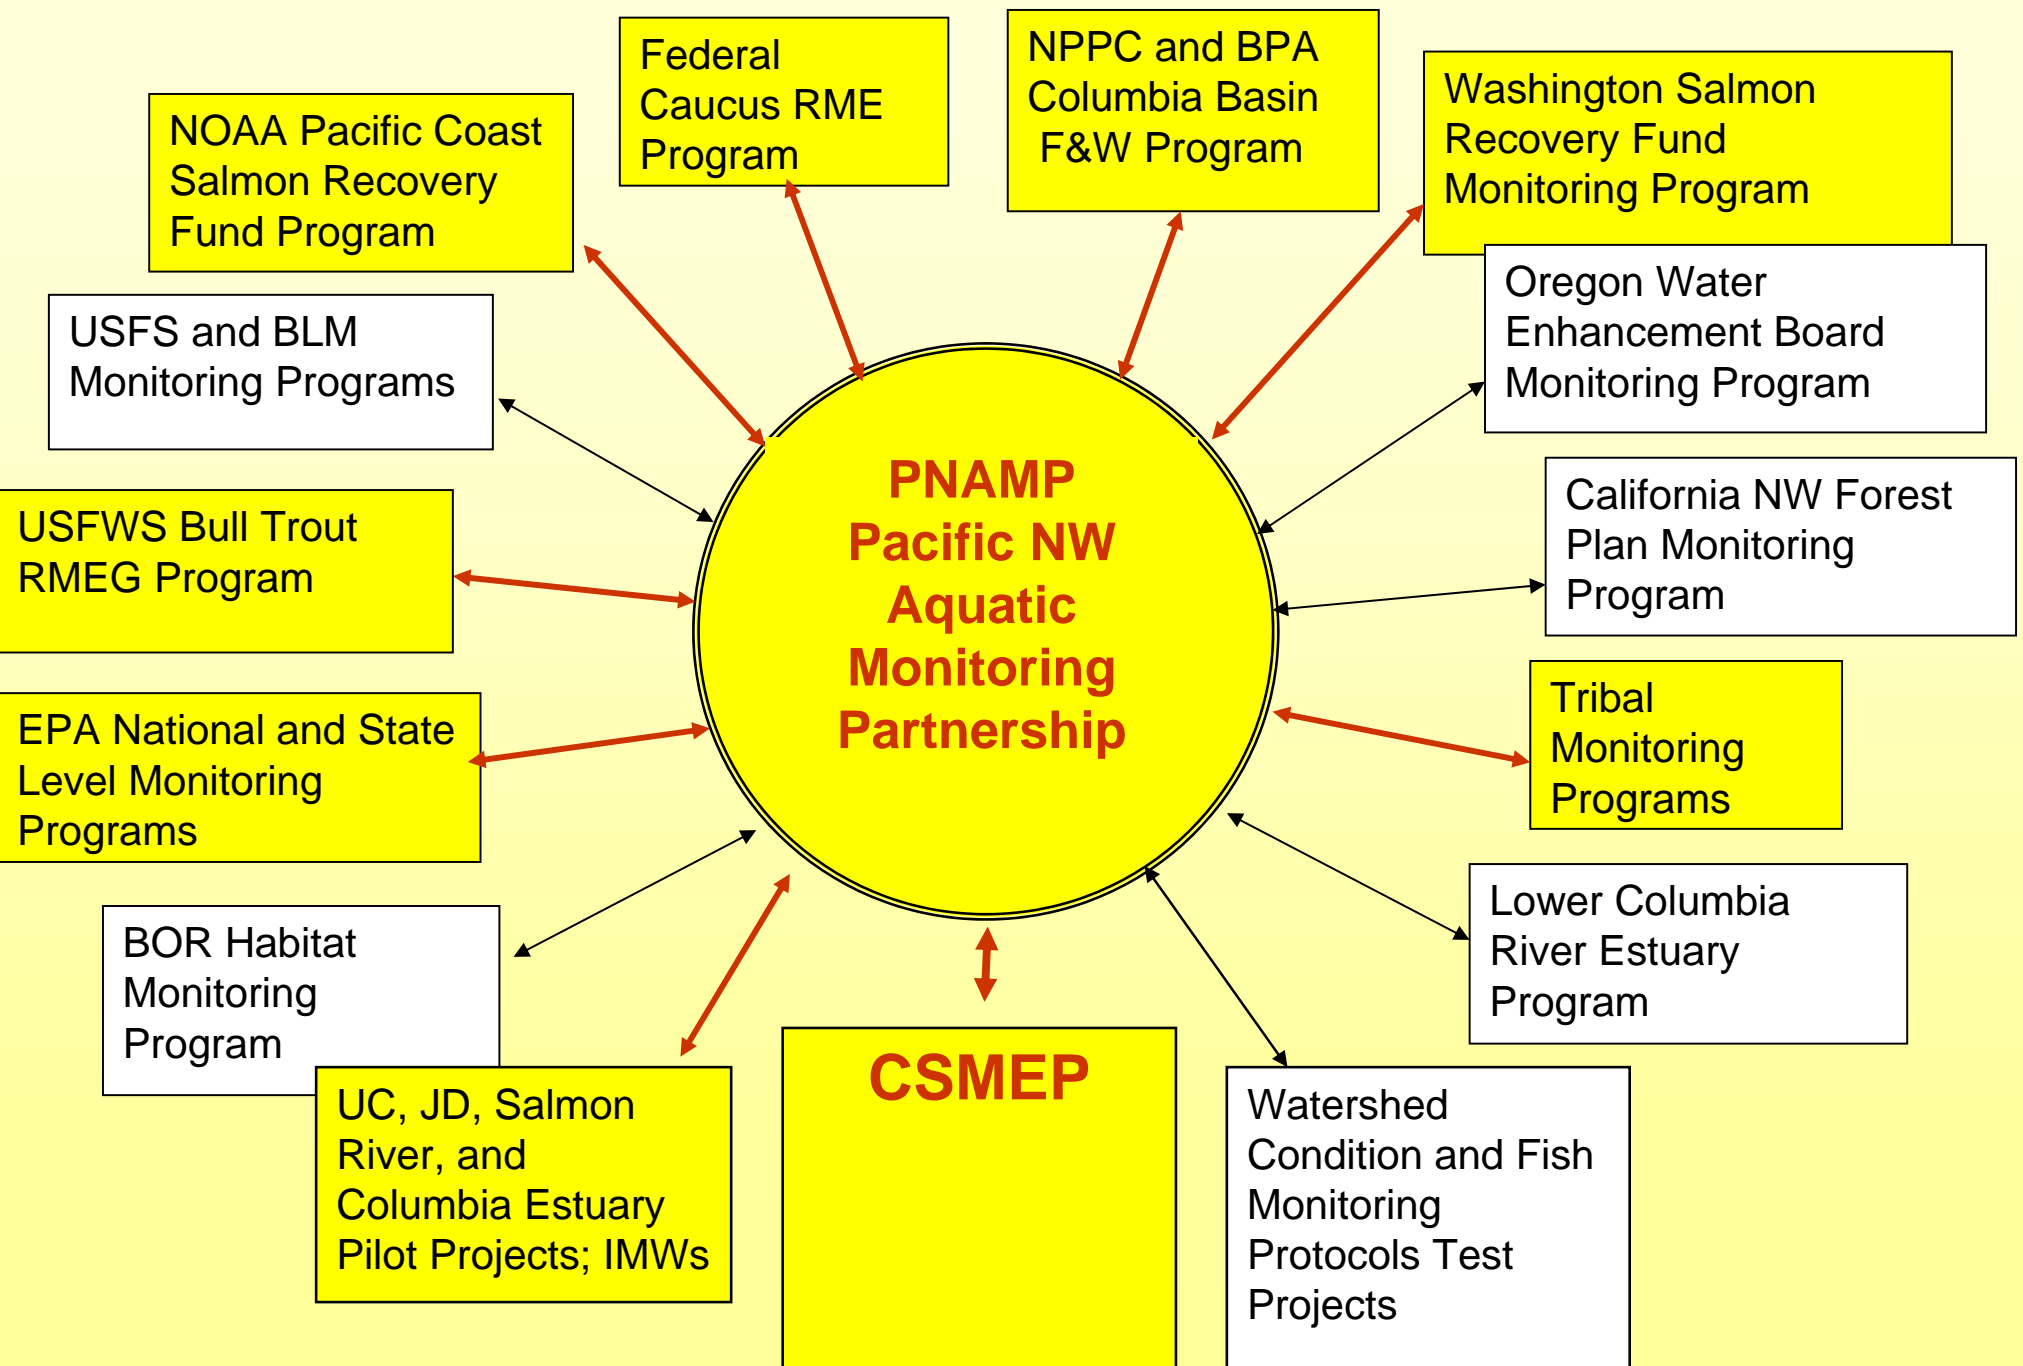 Federal
Caucus RME
Program
NPPC and BPA
Columbia Basin
F&W Program
Washington Salmon
Recovery Fund
Monitoring Program
NOAA Pacific Coast
Salmon Recovery
Fund Program
Oregon Water
Enhancement Board
Monitoring Program
USFS and BLM
Monitoring Programs
PNAMP
Pacific NW
Aquatic
Monitoring
Partnership
California NW Forest
Plan Monitoring
Program
USFWS Bull Trout
RMEG Program
Tribal
Monitoring
Programs
EPA National and State
Level Monitoring
Programs
Lower Columbia
River Estuary
Program
BOR Habitat
Monitoring
Program
UC, JD, Salmon
River, and
Columbia Estuary
Pilot Projects; IMWs
CSMEP
Watershed
Condition and Fish
Monitoring
Protocols Test
Projects